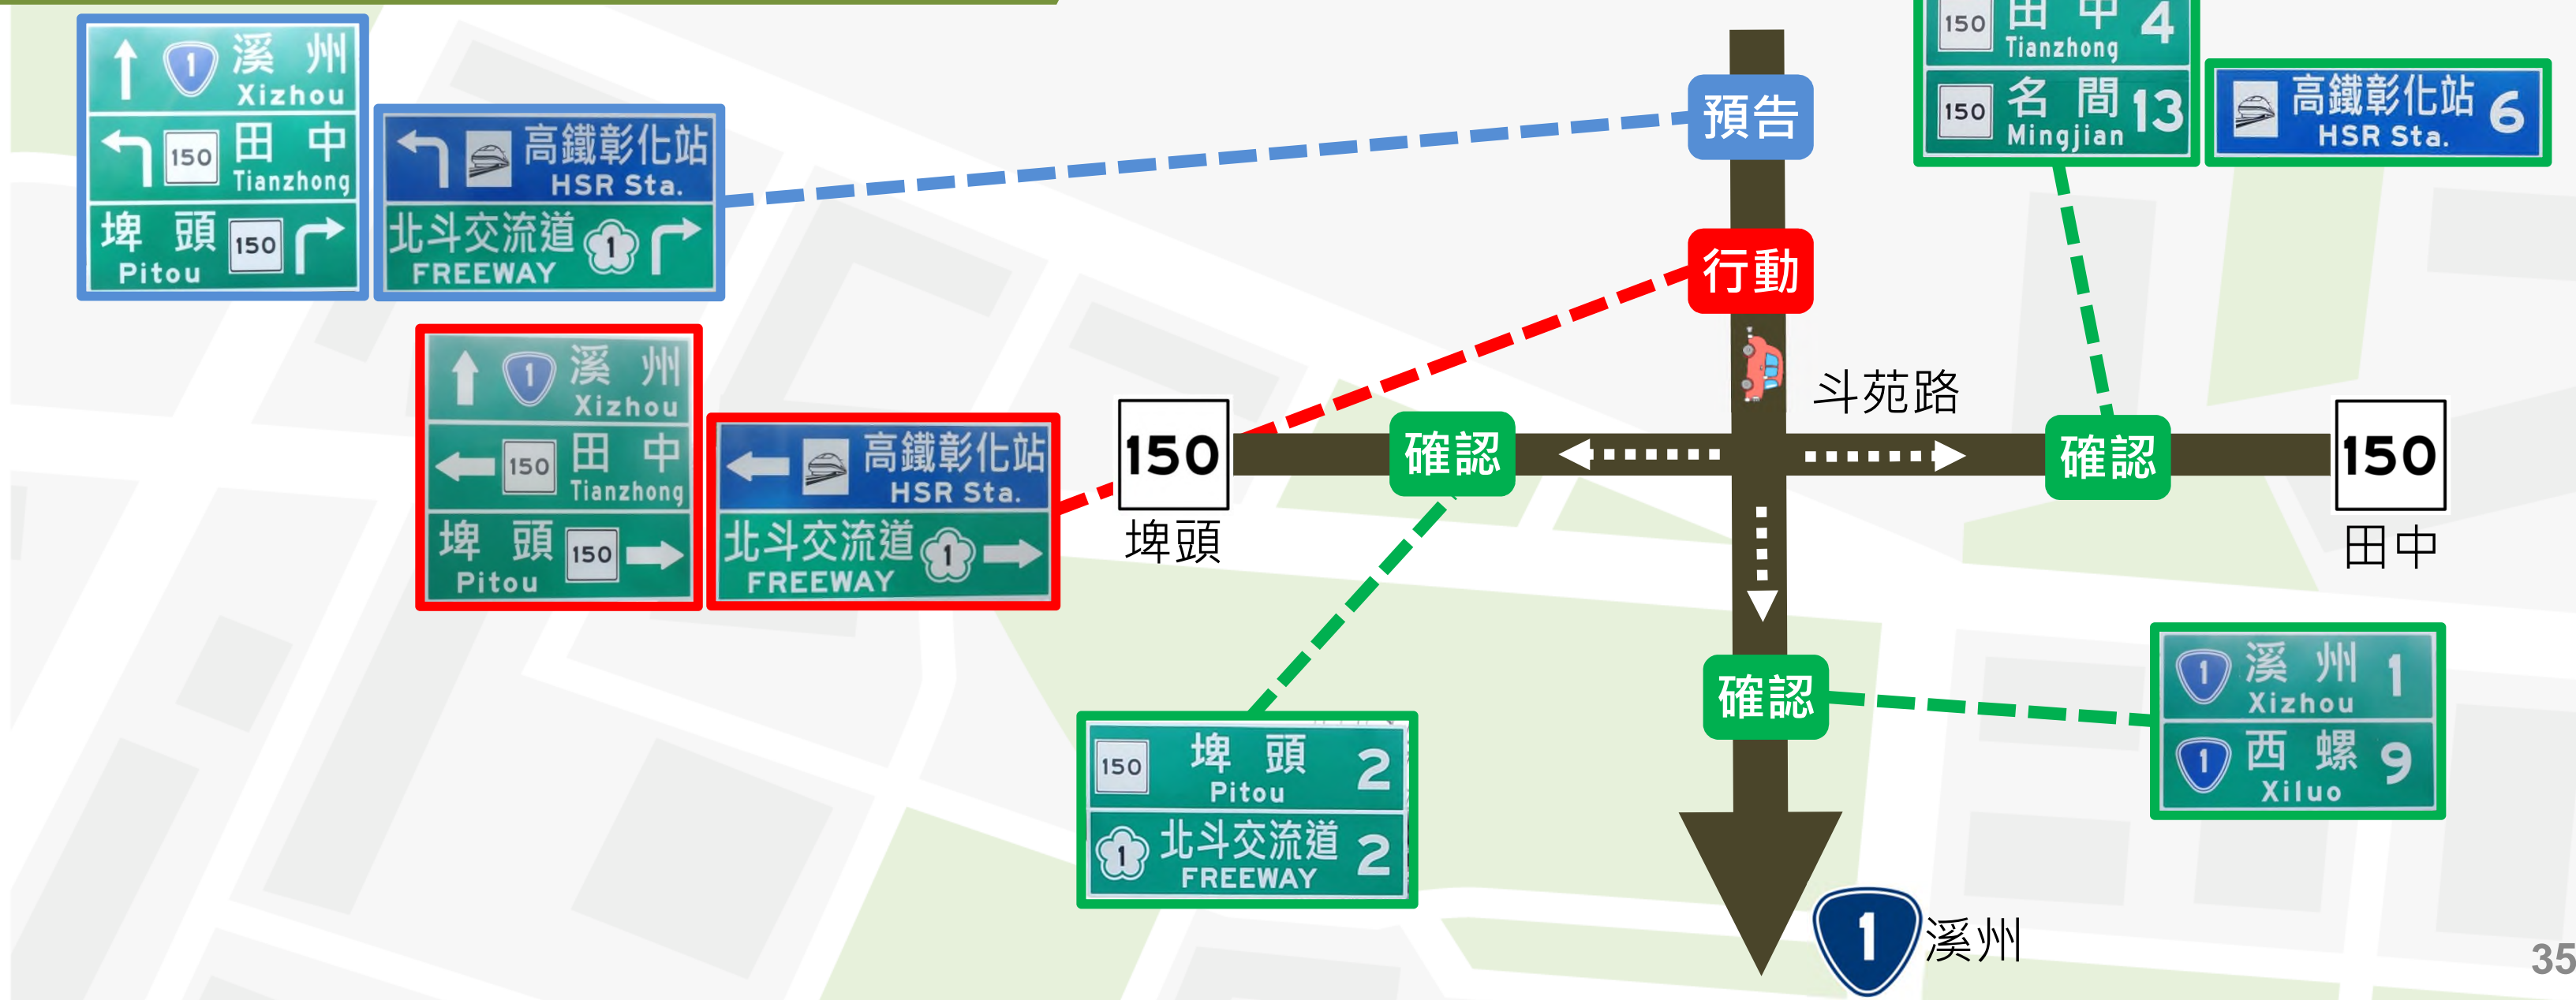 1 溪州
Xizhou
150 田中
Tianzhong
埤頭 150
Pitou
高鐵彰化站
HSR Sta.
北斗交流道 1
FREEWAY
預告
150 田中 4
Tianzhong
150 名間 13
Mingjian
高鐵彰化站 6
HSR Sta.
行動
1 溪州
Xizhou
150 田中
Tianzhong
埤頭 150
Pitou
高鐵彰化站
HSR Sta.
北斗交流道 1
FREEWAY
斗苑路
150
埤頭
確認
確認
150
田中
確認
1 溪州 1
Xizhou
1 西螺 9
Xiluo
150 埤頭 2
Pitou
1 北斗交流道 2
FREEWAY
1 溪州
35